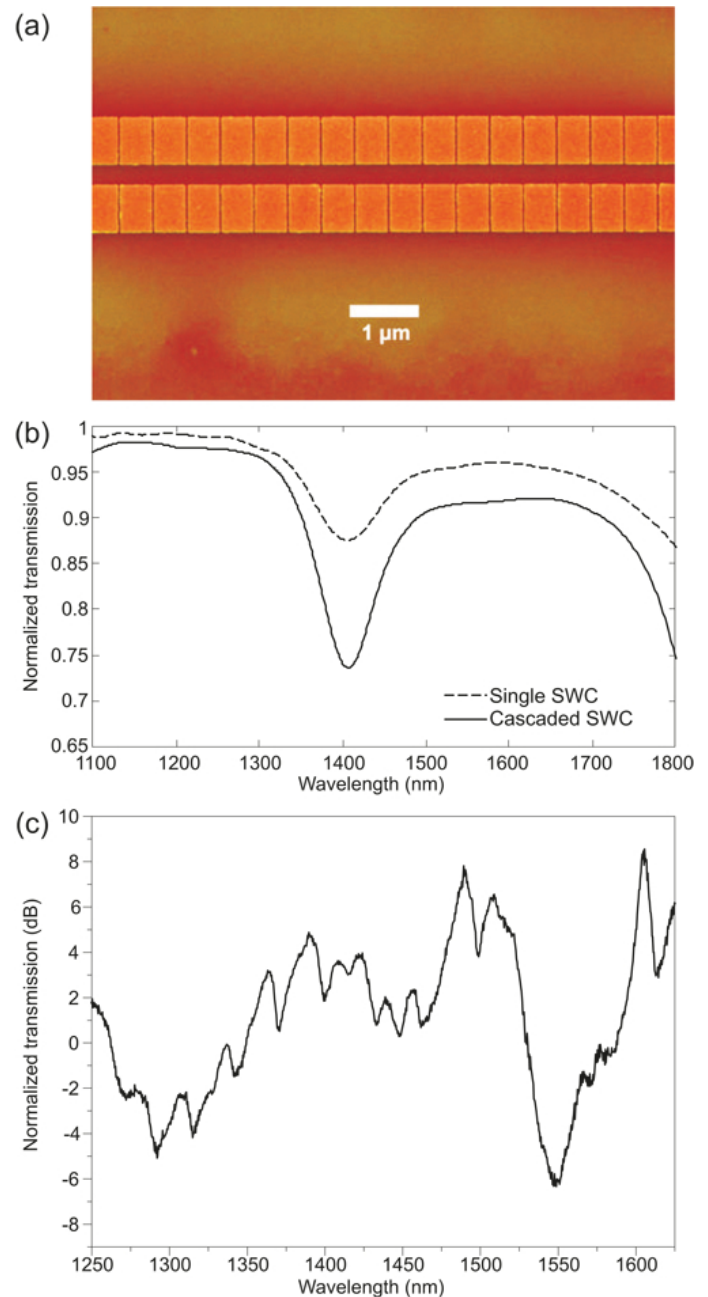 (a)
1 μm
(b)
1
0.95
0.9
0.85
0.8
0.75
0.7
0.65
Normalized transmission
Single SWC
Cascaded SWC
1100 1200 1300 1400 1500 1600 1700 1800
Wavelength (nm)
(c)
10
8
6
4
2
0
-2
-4
-6
-8
Normalized transmission (dB)
1250 1300 1350 1400 1450 1500 1550 1600
Wavelength (nm)